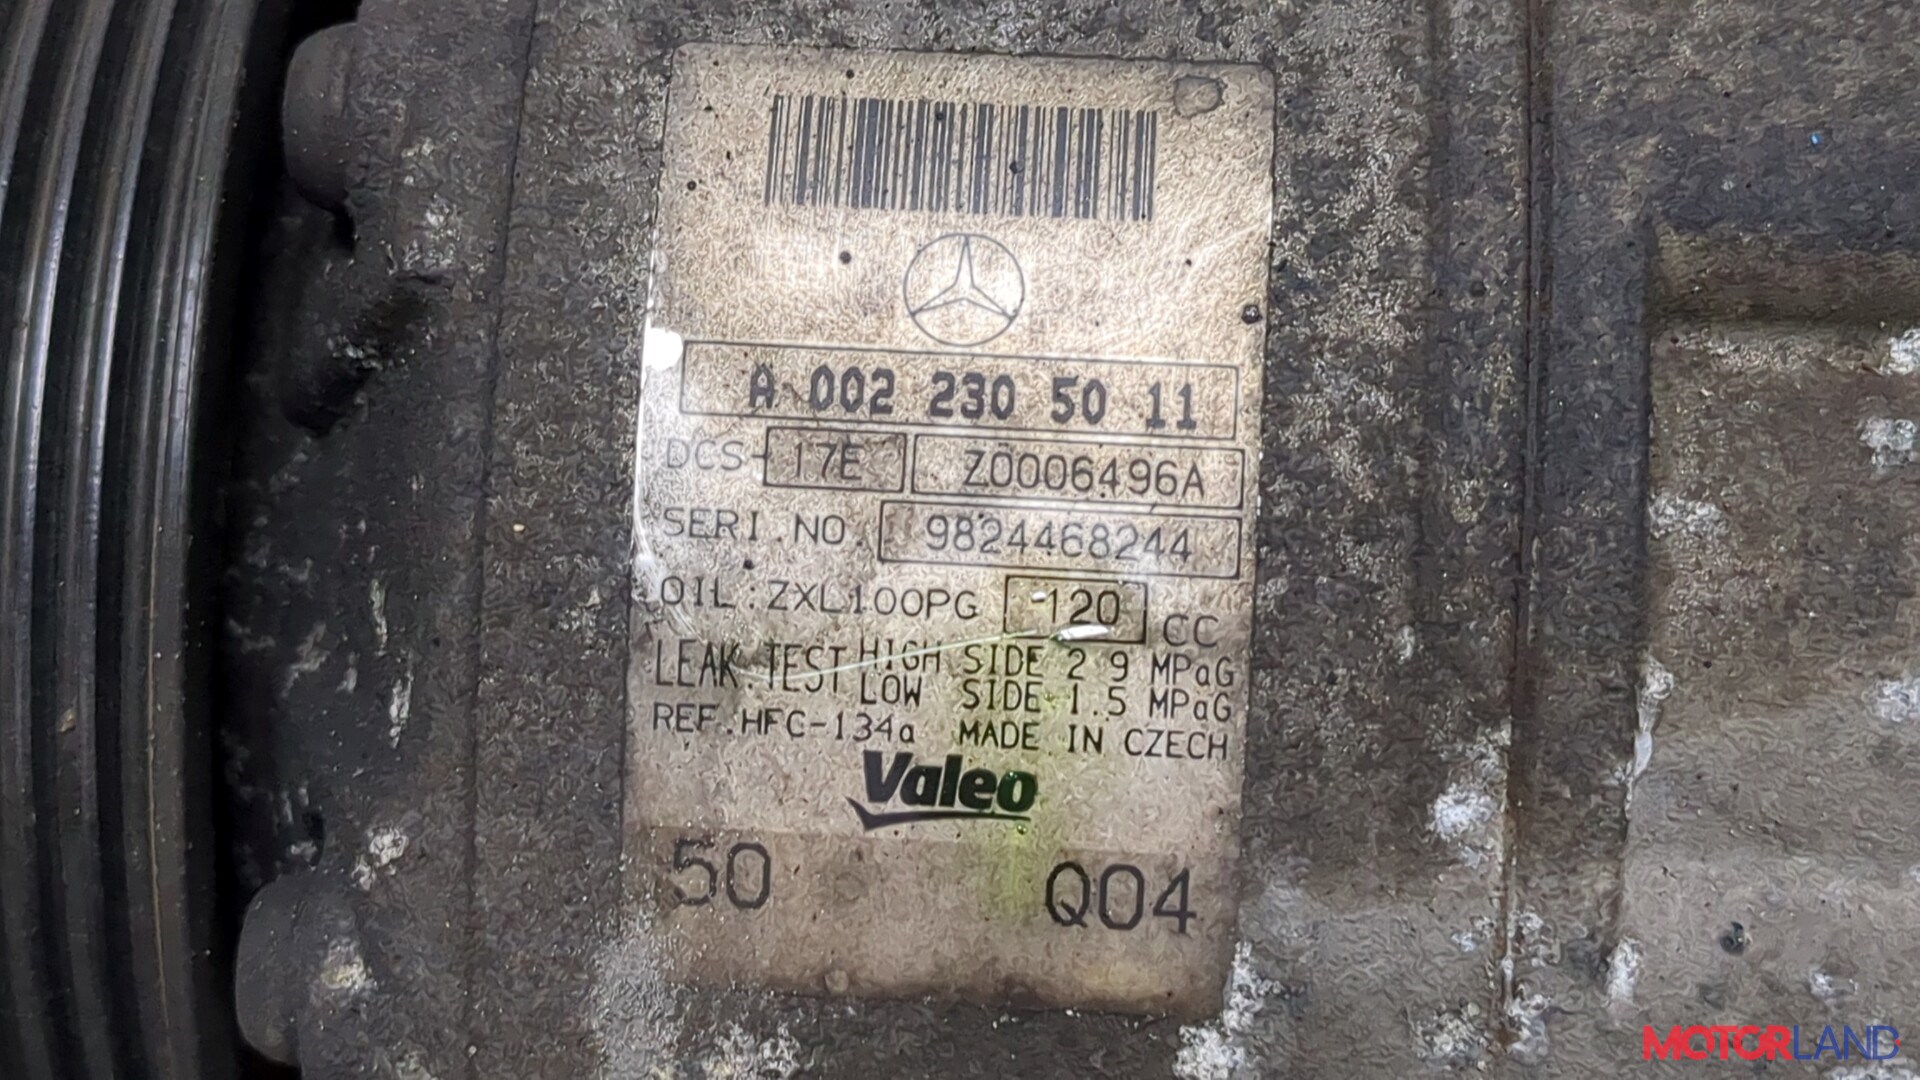 A 002 230 50 11
DCS-17E Z0006496A
SERI.NO. 9824468244
OIL:ZXL100PG 120 CC
LEAK.TEST HIGH SIDE 2 9 MPaG
LOW SIDE 1.5 MPaG
REF.HFC-134a MADE IN CZECH
Valeo
50 Q04
MOTORLAND